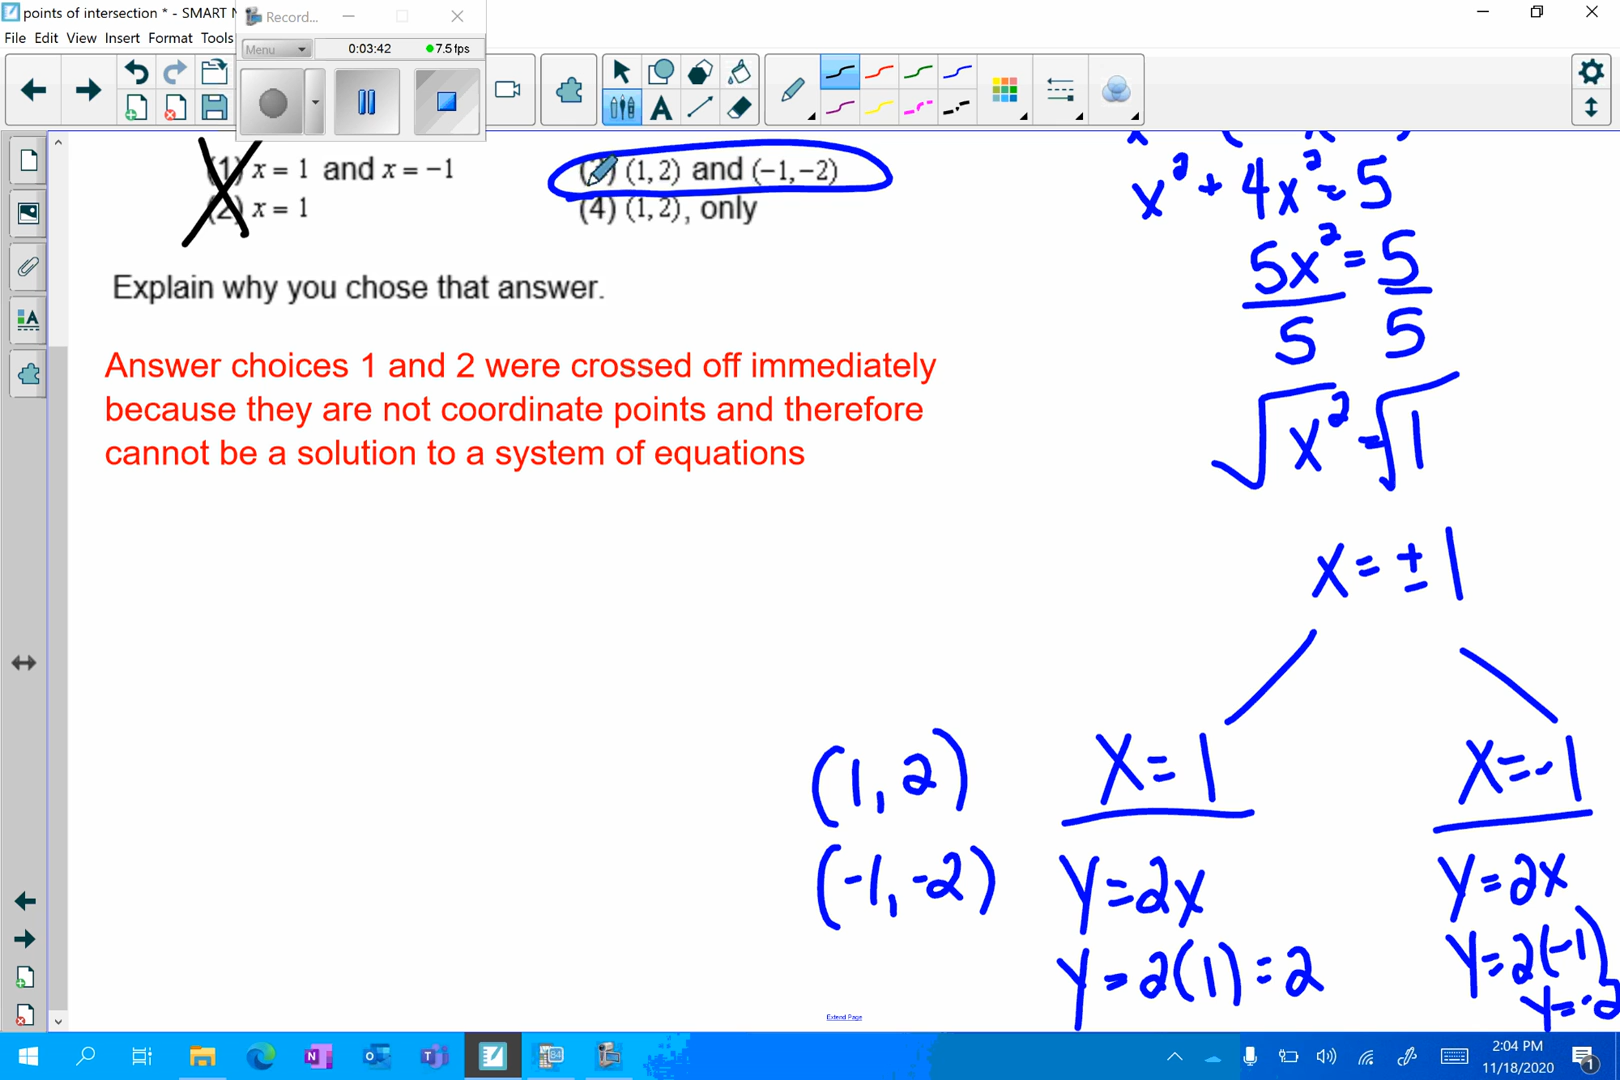 points of intersection * - SMART N
Record...
File Edit View Insert Format Tools
Menu 0:03:42 7.5 fps
(1) x = 1 and x = −1
(1, 2) and (−1, −2)
(2) x = 1
(4) (1, 2), only
Explain why you chose that answer.
Answer choices 1 and 2 were crossed off immediately
because they are not coordinate points and therefore
cannot be a solution to a system of equations
x² + 4x² = 5
5x² = 5
5 5
√x² = √1
x = ± 1
x = 1
x = -1
(1, 2)
(-1, -2)
y = 2x
y = 2(1) = 2
y = 2x
y = 2(-1)
y = -2
Extend Page
2:04 PM
11/18/2020
1